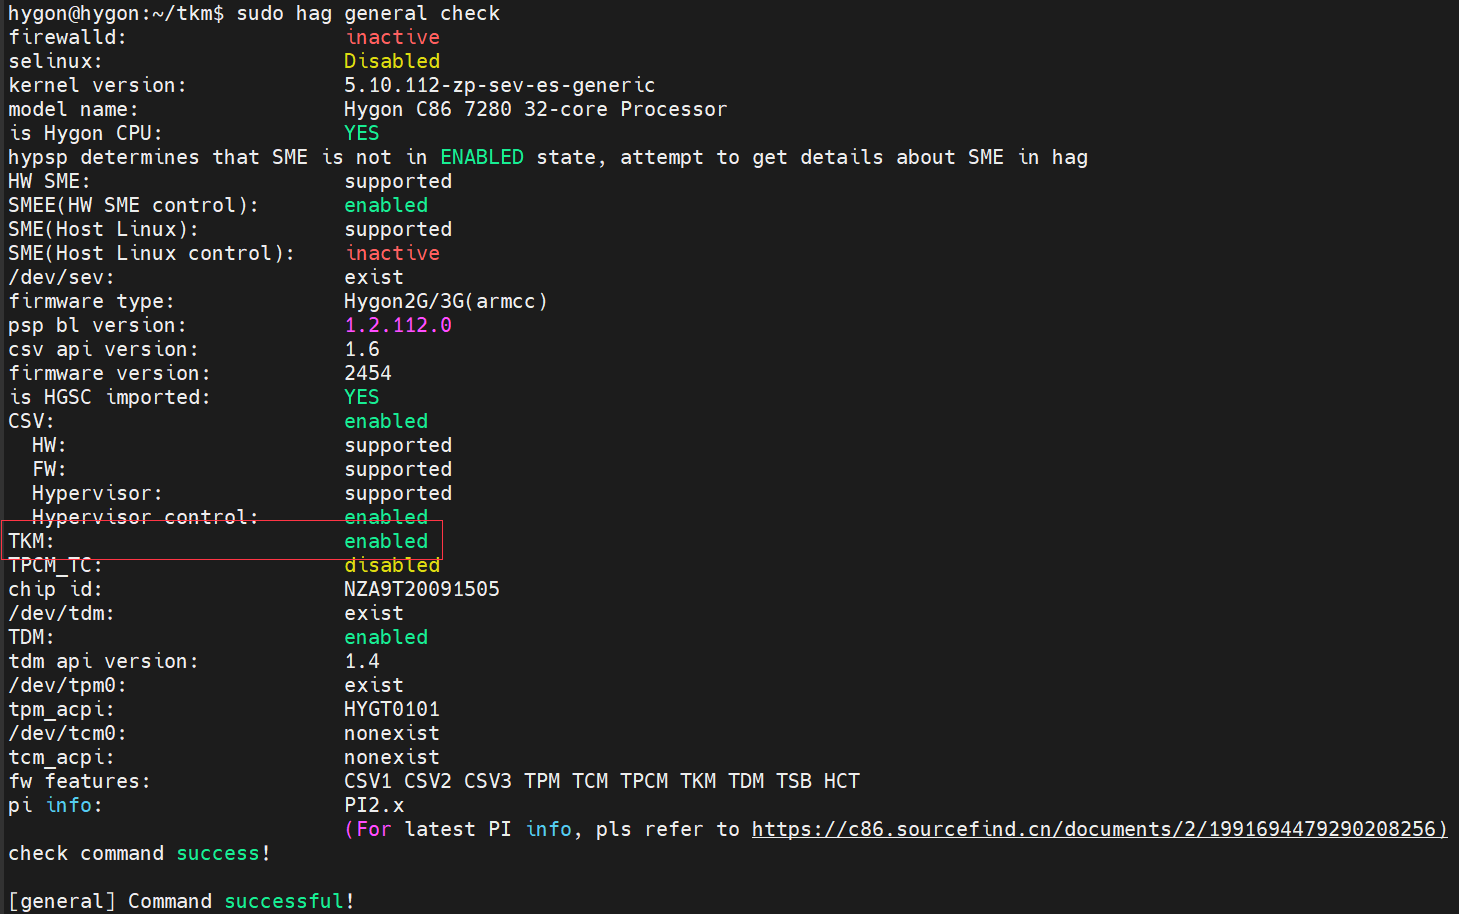 hygon@hygon:~/tkm$ sudo hag general check
firewalld: inactive
selinux: Disabled
kernel version: 5.10.112-zp-sev-es-generic
model name: Hygon C86 7280 32-core Processor
is Hygon CPU: YES
hypsp determines that SME is not in ENABLED state, attempt to get details about SME in hag
HW SME: supported
SMEE(HW SME control): enabled
SME(Host Linux): supported
SME(Host Linux control): inactive
/dev/sev: exist
firmware type: Hygon2G/3G(armcc)
psp bl version: 1.2.112.0
csv api version: 1.6
firmware version: 2454
is HGSC imported: YES
CSV: enabled
  HW: supported
  FW: supported
  Hypervisor: supported
  Hypervisor control: enabled
TKM: enabled
TPCM_TC: disabled
chip id: NZA9T20091505
/dev/tdm: exist
TDM: enabled
tdm api version: 1.4
/dev/tpm0: exist
tpm_acpi: HYGT0101
/dev/tcm0: nonexist
tcm_acpi: nonexist
fw features: CSV1 CSV2 CSV3 TPM TCM TPCM TKM TDM TSB HCT
pi info: PI2.x
(For latest PI info, pls refer to https://c86.sourcefind.cn/documents/2/1991694479290208256)
check command success!
[general] Command successful!